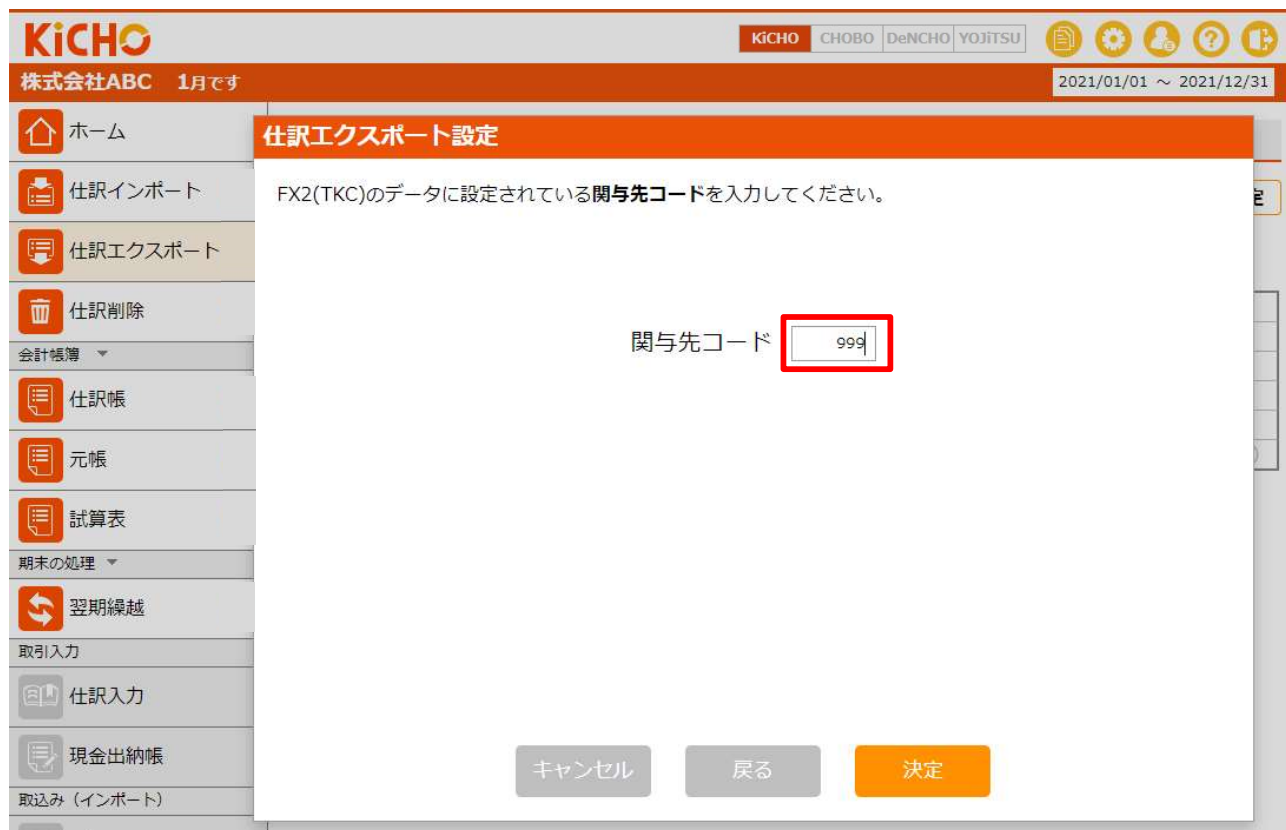 KiCHO
KiCHO CHOBO DeNCHO YOJiTSU
株式会社ABC 1月です
2021/01/01 ～ 2021/12/31
ホーム
仕訳インポート
仕訳エクスポート
仕訳削除
会計帳簿
仕訳帳
元帳
試算表
期末の処理
翌期繰越
取引入力
仕訳入力
現金出納帳
取込み（インポート）
仕訳エクスポート設定
FX2(TKC)のデータに設定されている関与先コードを入力してください。
定
関与先コード 999
キャンセル 戻る 決定